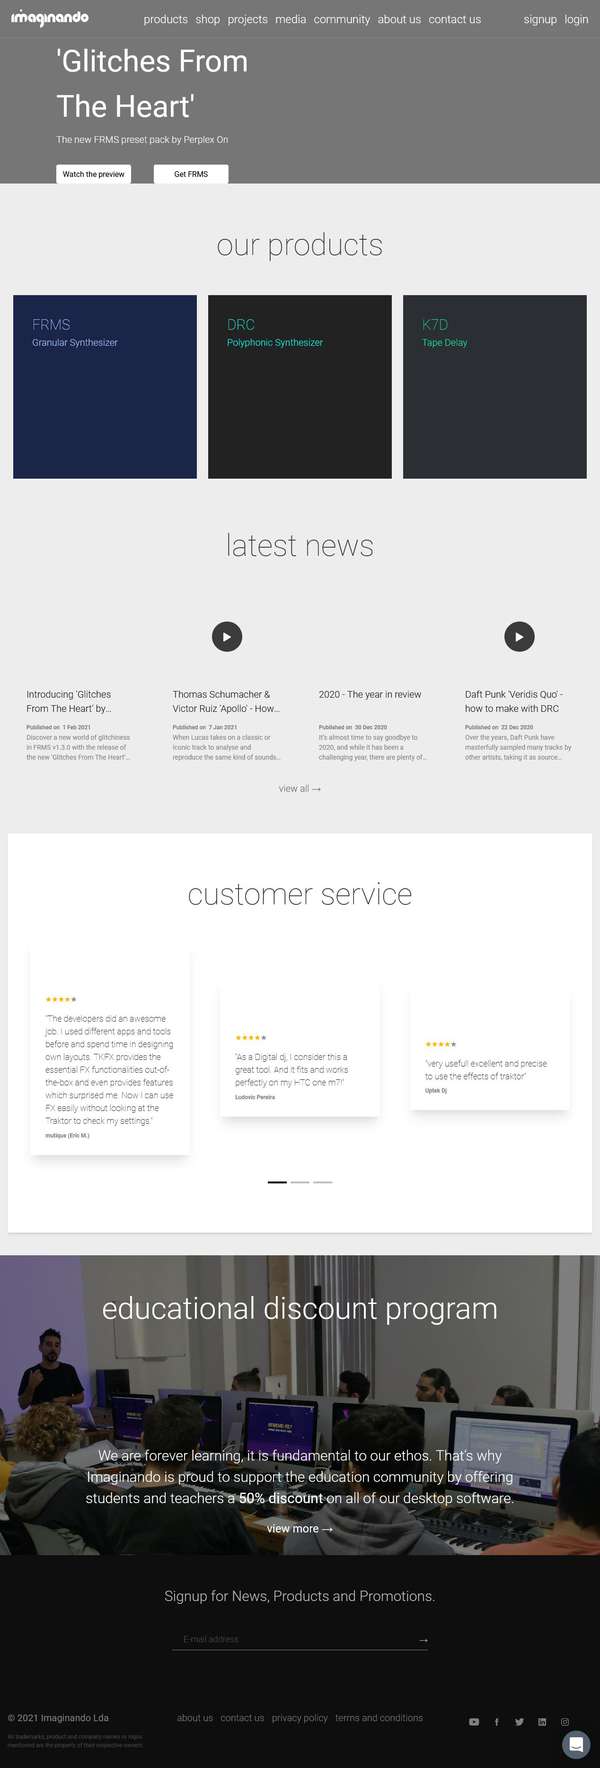 imaginando
products shop projects media community about us contact us signup login
'Glitches From
The Heart'
The new FRMS preset pack by Perplex On
Watch the preview Get FRMS
our products
FRMS
Granular Synthesizer
DRC
Polyphonic Synthesizer
K7D
Tape Delay
latest news
Introducing 'Glitches
From The Heart' by...
Published on 1 Feb 2021
Discover a new world of glitchiness
in FRMS v1.3.0 with the release of
the new 'Glitches From The Heart'...
Thomas Schumacher &
Victor Ruiz 'Apollo' - How...
Published on 7 Jan 2021
When Lucas takes on a classic or
iconic track to analyse and
reproduce the same kind of sounds...
2020 - The year in review
Published on 30 Dec 2020
It's almost time to say goodbye to
2020, and while it has been a
challenging year, there are plenty of...
Daft Punk 'Veridis Quo' -
how to make with DRC
Published on 22 Dec 2020
Over the years, Daft Punk have
masterfully sampled many tracks by
other artists, taking it as source...
view all →
customer service
"The developers did an awesome
job. I used different apps and tools
before and spend time in designing
own layouts. TKFX provides the
essential FX functionalities out-of-
the-box and even provides features
which surprised me. Now I can use
FX easily without looking at the
Traktor to check my settings."
mutique (Eric M.)
"As a Digital dj, I consider this a
great tool. And it fits and works
perfectly on my HTC one m7!!"
Ludovic Pereira
"very usefull excellent and precise
to use the effects of traktor"
Uptek Dj
educational discount program
We are forever learning, it is fundamental to our ethos. That's why
Imaginando is proud to support the education community by offering
students and teachers a 50% discount on all of our desktop software.
view more →
Signup for News, Products and Promotions.
E-mail address →
© 2021 Imaginando Lda
about us contact us privacy policy terms and conditions
All trademarks, product and company names or logos
mentioned are the property of their respective owners.